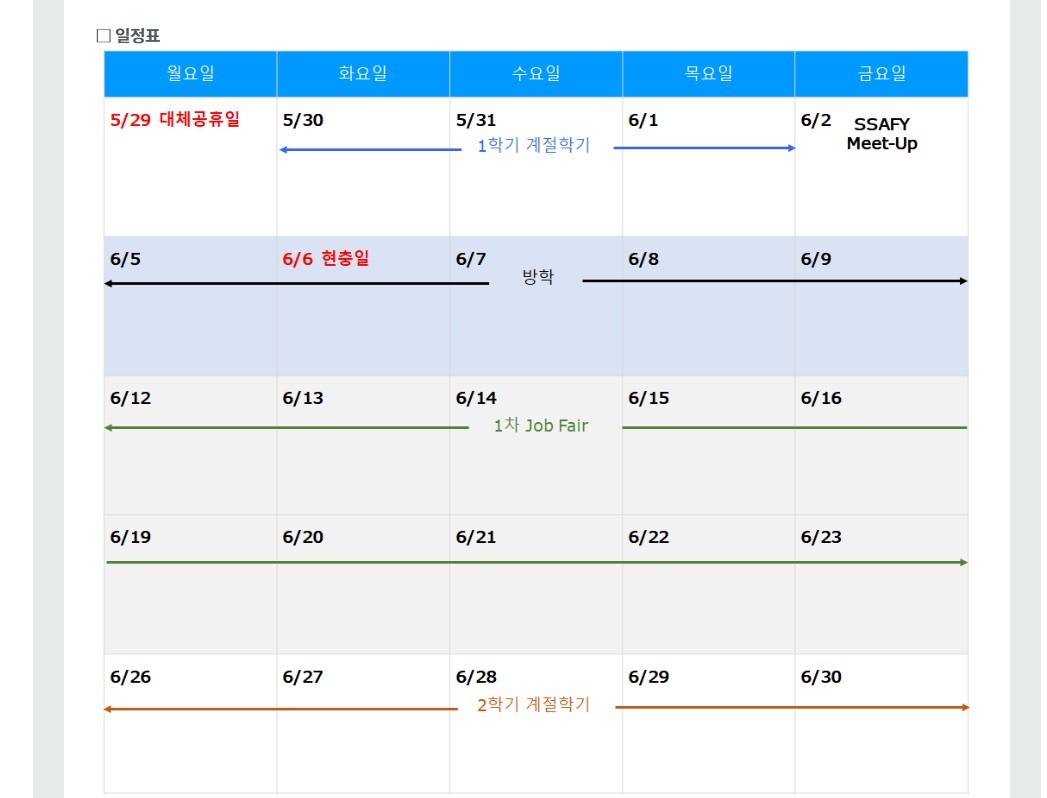 □ 일정표
월요일 화요일 수요일 목요일 금요일
5/29 대체공휴일 5/30 5/31 6/1 6/2 SSAFY
1학기 계절학기 Meet-Up
6/5 6/6 현충일 6/7 6/8 6/9
방학
6/12 6/13 6/14 6/15 6/16
1차 Job Fair
6/19 6/20 6/21 6/22 6/23
6/26 6/27 6/28 6/29 6/30
2학기 계절학기